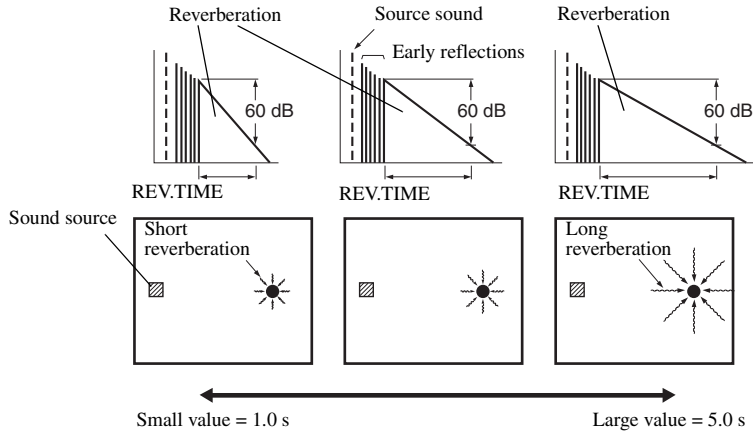 Reverberation
Source sound
Reverberation
Early reflections
60 dB
60 dB
60 dB
REV.TIME
REV.TIME
REV.TIME
Sound source
Short
reverberation
Long
reverberation
Small value = 1.0 s
Large value = 5.0 s